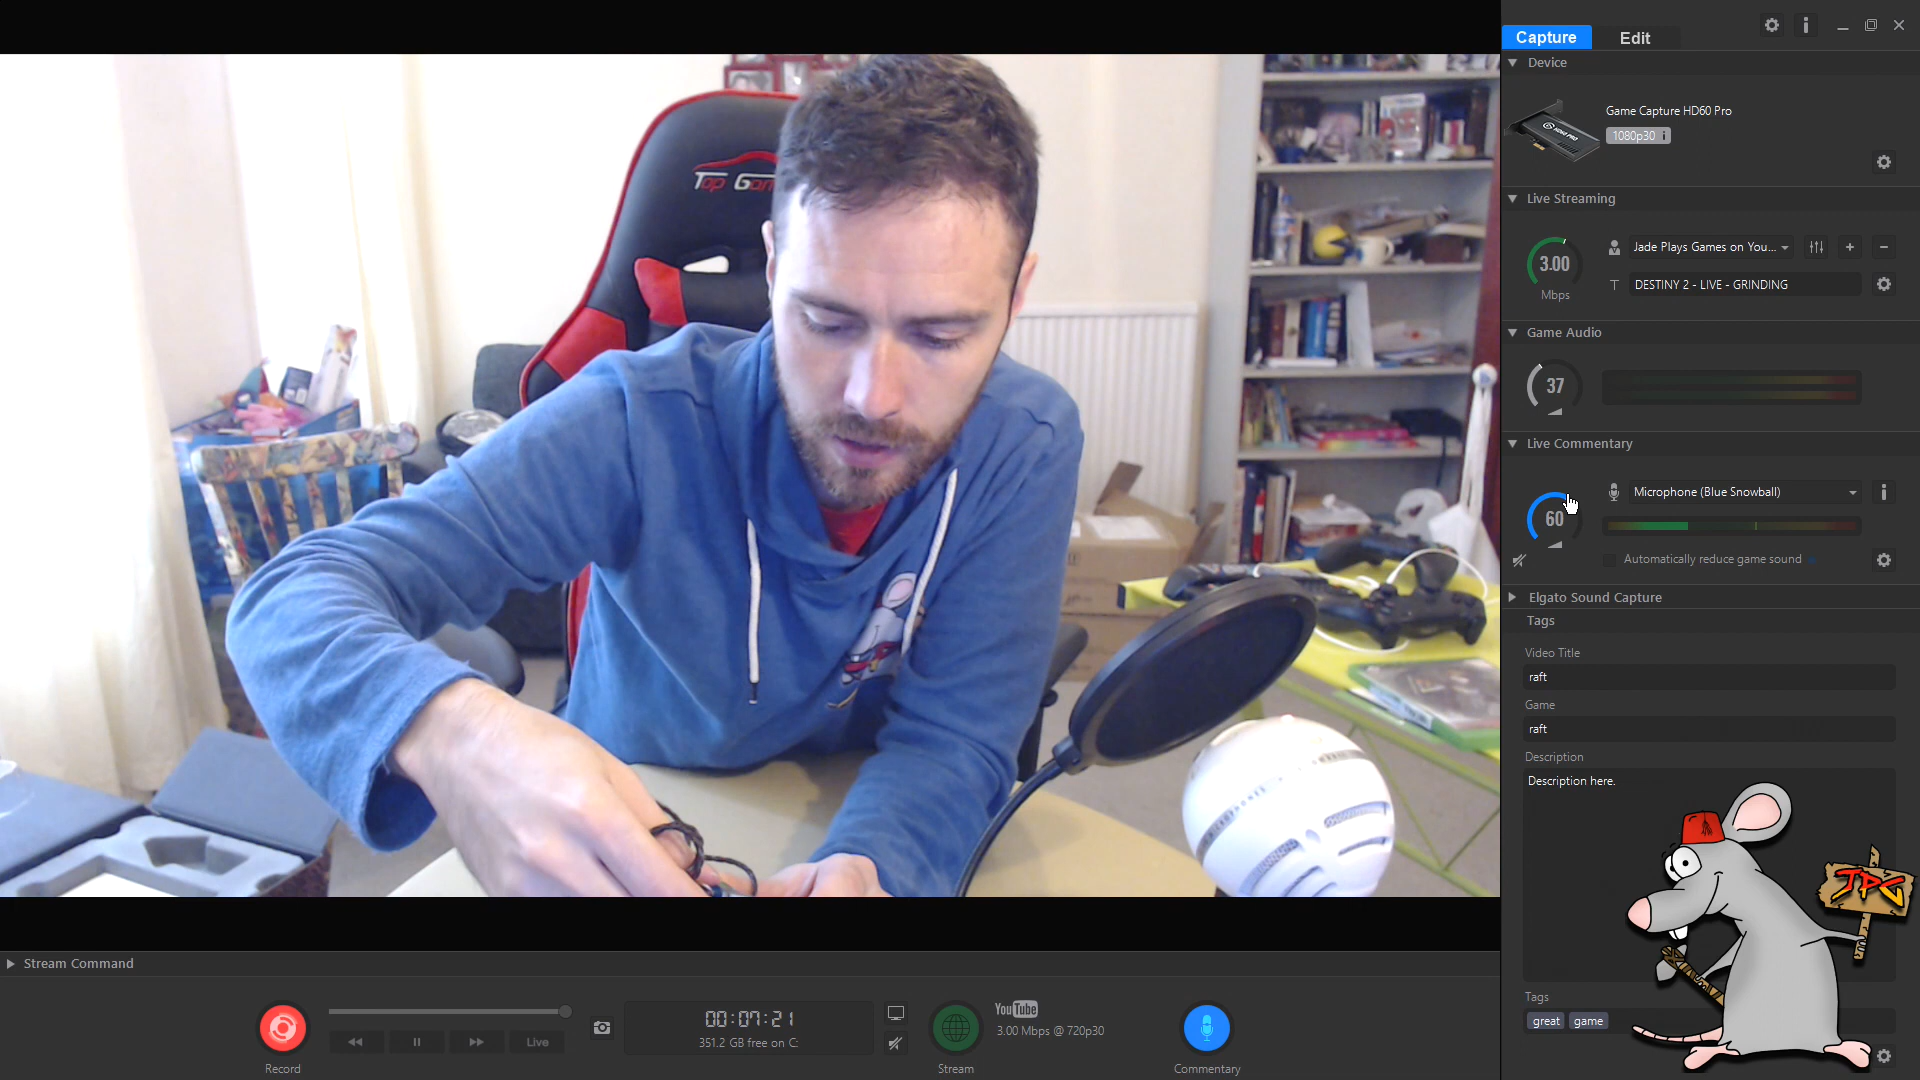 Capture
Edit
Device
Game Capture HD60 Pro
1080p30 i
Live Streaming
3.00
Mbps
Jade Plays Games on You...
T DESTINY 2 - LIVE - GRINDING
Game Audio
37
Live Commentary
Microphone (Blue Snowball)
60
Automatically reduce game sound
Elgato Sound Capture
Tags
Video Title
raft
Game
raft
Description
Description here.
JPG
Tags
great game
Top Gam
HD60 PRO
Stream Command
00:07:21
351.2 GB free on C:
Live
YouTube
3.00 Mbps @ 720p30
Record
Stream
Commentary